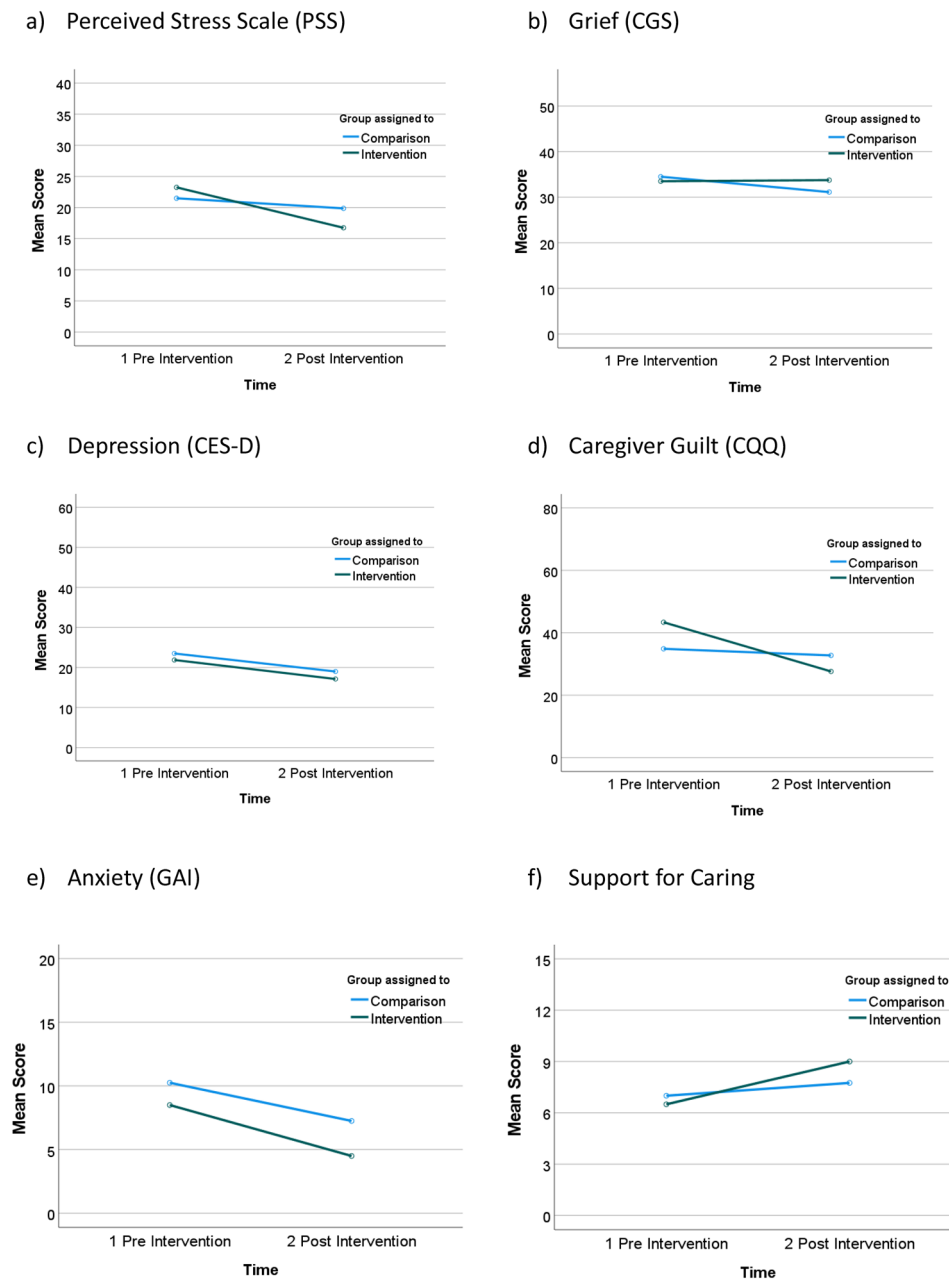 a) Perceived Stress Scale (PSS)
40
35
30
25
20
15
10
5
0
Mean Score
Group assigned to
Comparison
Intervention
1 Pre Intervention
2 Post Intervention
Time
b) Grief (CGS)
50
40
30
20
10
0
Mean Score
Group assigned to
Comparison
Intervention
1 Pre Intervention
2 Post Intervention
Time
c) Depression (CES-D)
60
50
40
30
20
10
0
Mean Score
Group assigned to
Comparison
Intervention
1 Pre Intervention
2 Post Intervention
Time
d) Caregiver Guilt (CQQ)
80
60
40
20
0
Mean Score
Group assigned to
Comparison
Intervention
1 Pre Intervention
2 Post Intervention
Time
e) Anxiety (GAI)
20
15
10
5
0
Mean Score
Group assigned to
Comparison
Intervention
1 Pre Intervention
2 Post Intervention
Time
f) Support for Caring
15
12
9
6
3
0
Mean Score
Group assigned to
Comparison
Intervention
1 Pre Intervention
2 Post Intervention
Time